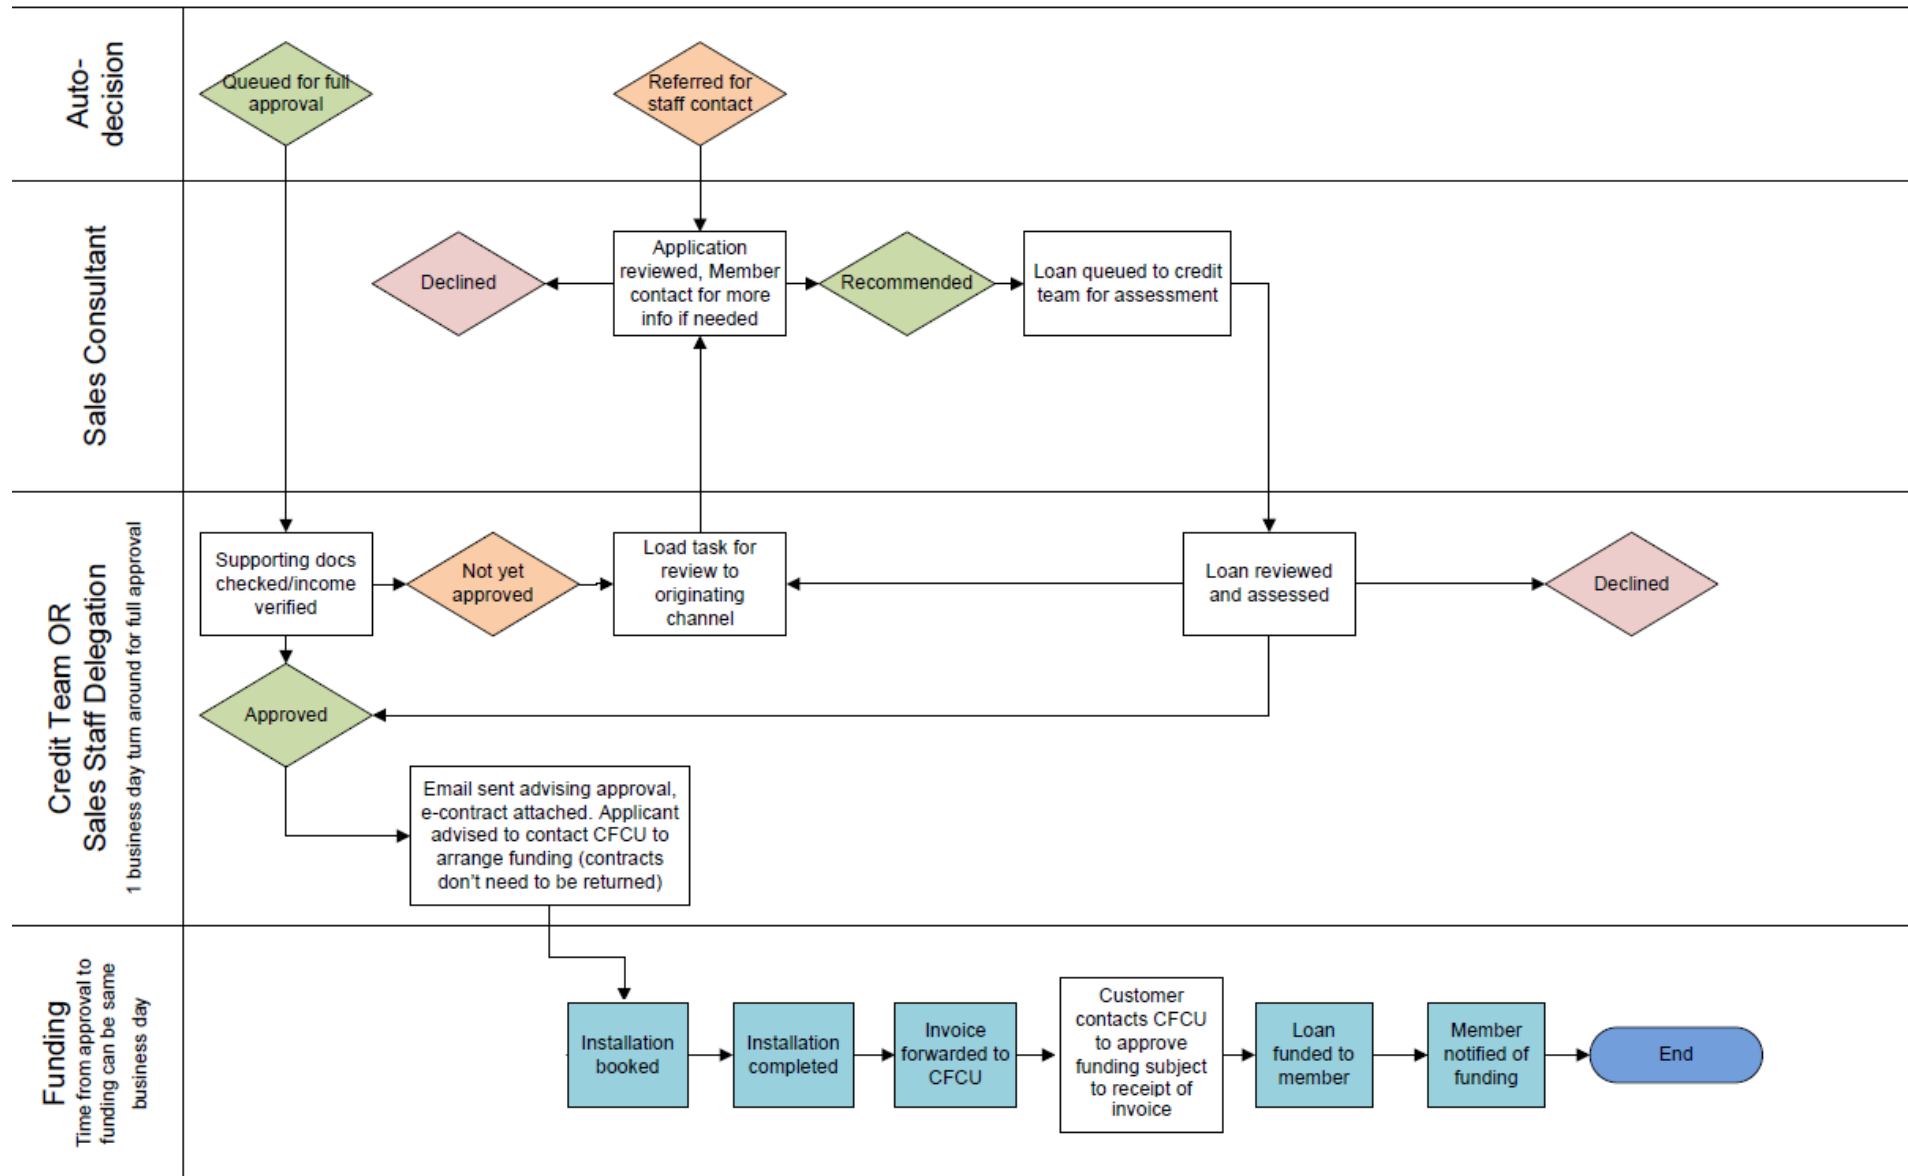 Auto-
decision
Queued for full
approval
Referred for
staff contact
Sales Consultant
Declined
Application
reviewed, Member
contact for more
info if needed
Recommended
Loan queued to credit
team for assessment
Credit Team OR
Sales Staff Delegation
1 business day turn around for full approval
Supporting docs
checked/income
verified
Not yet
approved
Load task for
review to
originating
channel
Loan reviewed
and assessed
Declined
Approved
Email sent advising approval,
e-contract attached. Applicant
advised to contact CFCU to
arrange funding (contracts
don't need to be returned)
Funding
Time from approval to
funding can be same
business day
Installation
booked
Installation
completed
Invoice
forwarded to
CFCU
Customer
contacts CFCU
to approve
funding subject
to receipt of
invoice
Loan
funded to
member
Member
notified of
funding
End